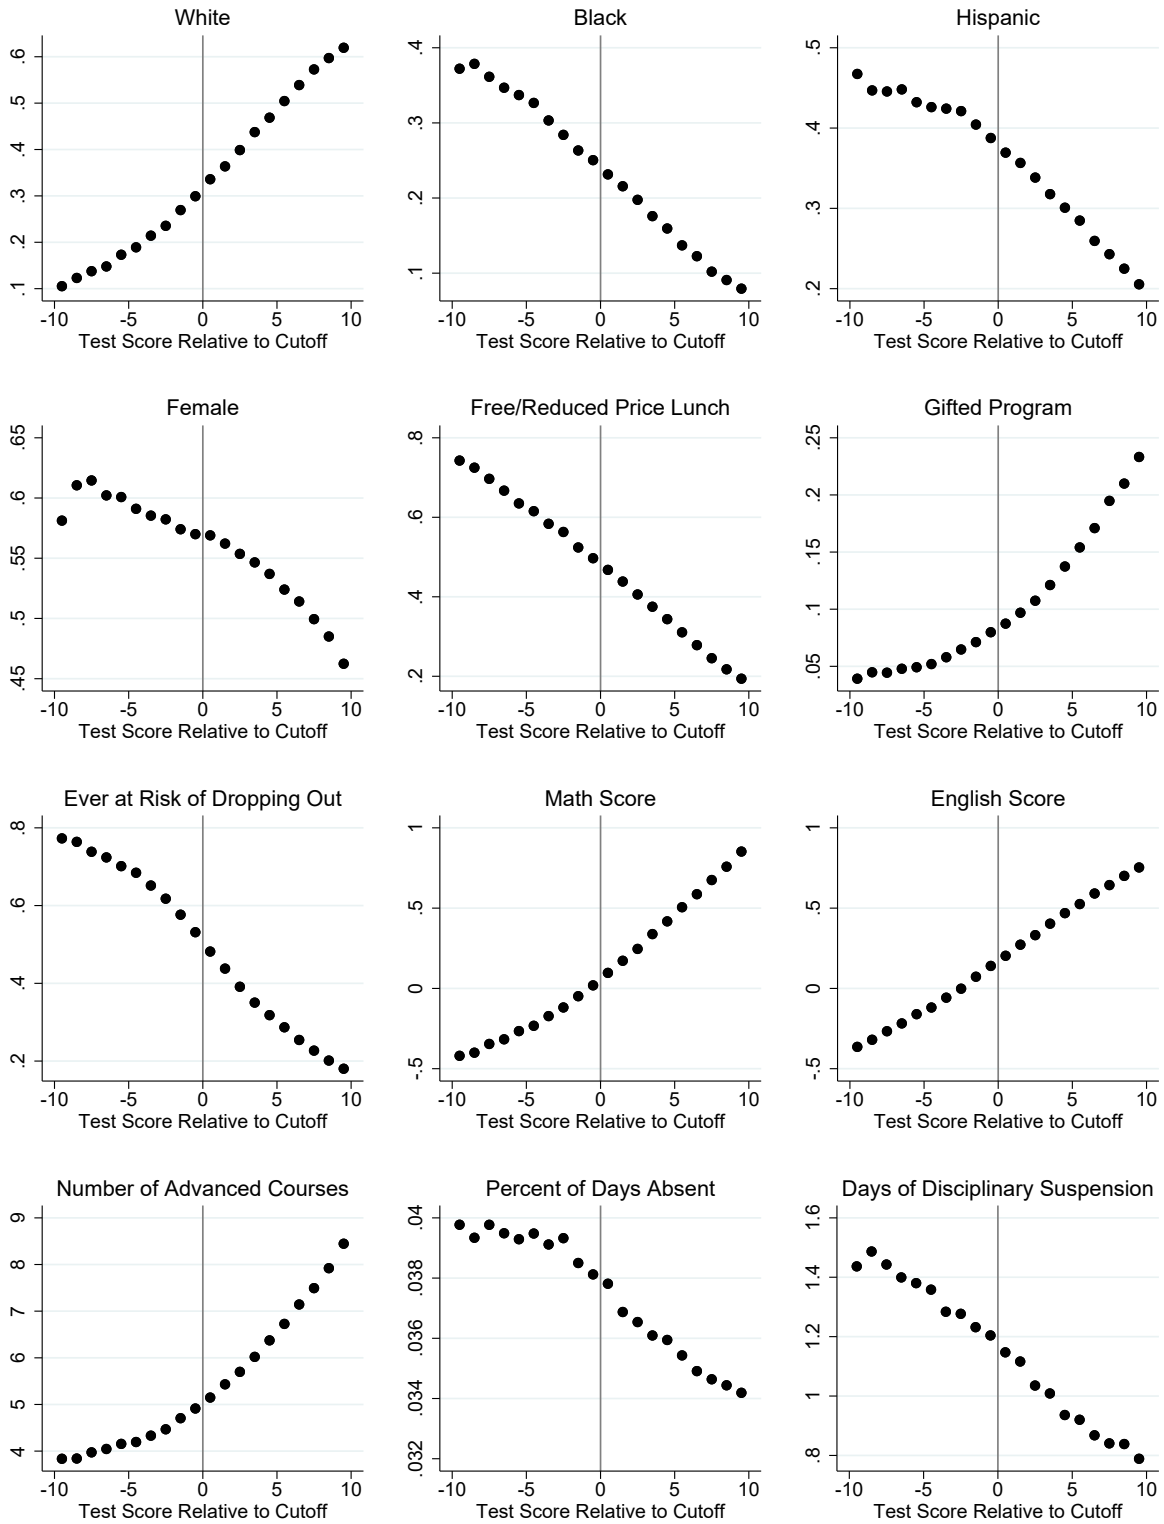 White Black Hispanic
.6 .4 .5
.5
.4 .3 .4
.3 .2 .3
.2
.1 .1 .2
-10 -5 0 5 10 -10 -5 0 5 10 -10 -5 0 5 10
Test Score Relative to Cutoff Test Score Relative to Cutoff Test Score Relative to Cutoff
Female Free/Reduced Price Lunch Gifted Program
.65 .8 .25
.6 .6 .2
.55 .15
.5 .4 .1
.45 .2 .05
-10 -5 0 5 10 -10 -5 0 5 10 -10 -5 0 5 10
Test Score Relative to Cutoff Test Score Relative to Cutoff Test Score Relative to Cutoff
Ever at Risk of Dropping Out Math Score English Score
.8 1 1
.6 .5 .5
.4 0 0
.2 -.5 -.5
-10 -5 0 5 10 -10 -5 0 5 10 -10 -5 0 5 10
Test Score Relative to Cutoff Test Score Relative to Cutoff Test Score Relative to Cutoff
Number of Advanced Courses Percent of Days Absent Days of Disciplinary Suspension
9 .04 1.6
8 .038 1.4
7 .036 1.2
6 .034 1
5 .032 .8
4
-10 -5 0 5 10 -10 -5 0 5 10 -10 -5 0 5 10
Test Score Relative to Cutoff Test Score Relative to Cutoff Test Score Relative to Cutoff